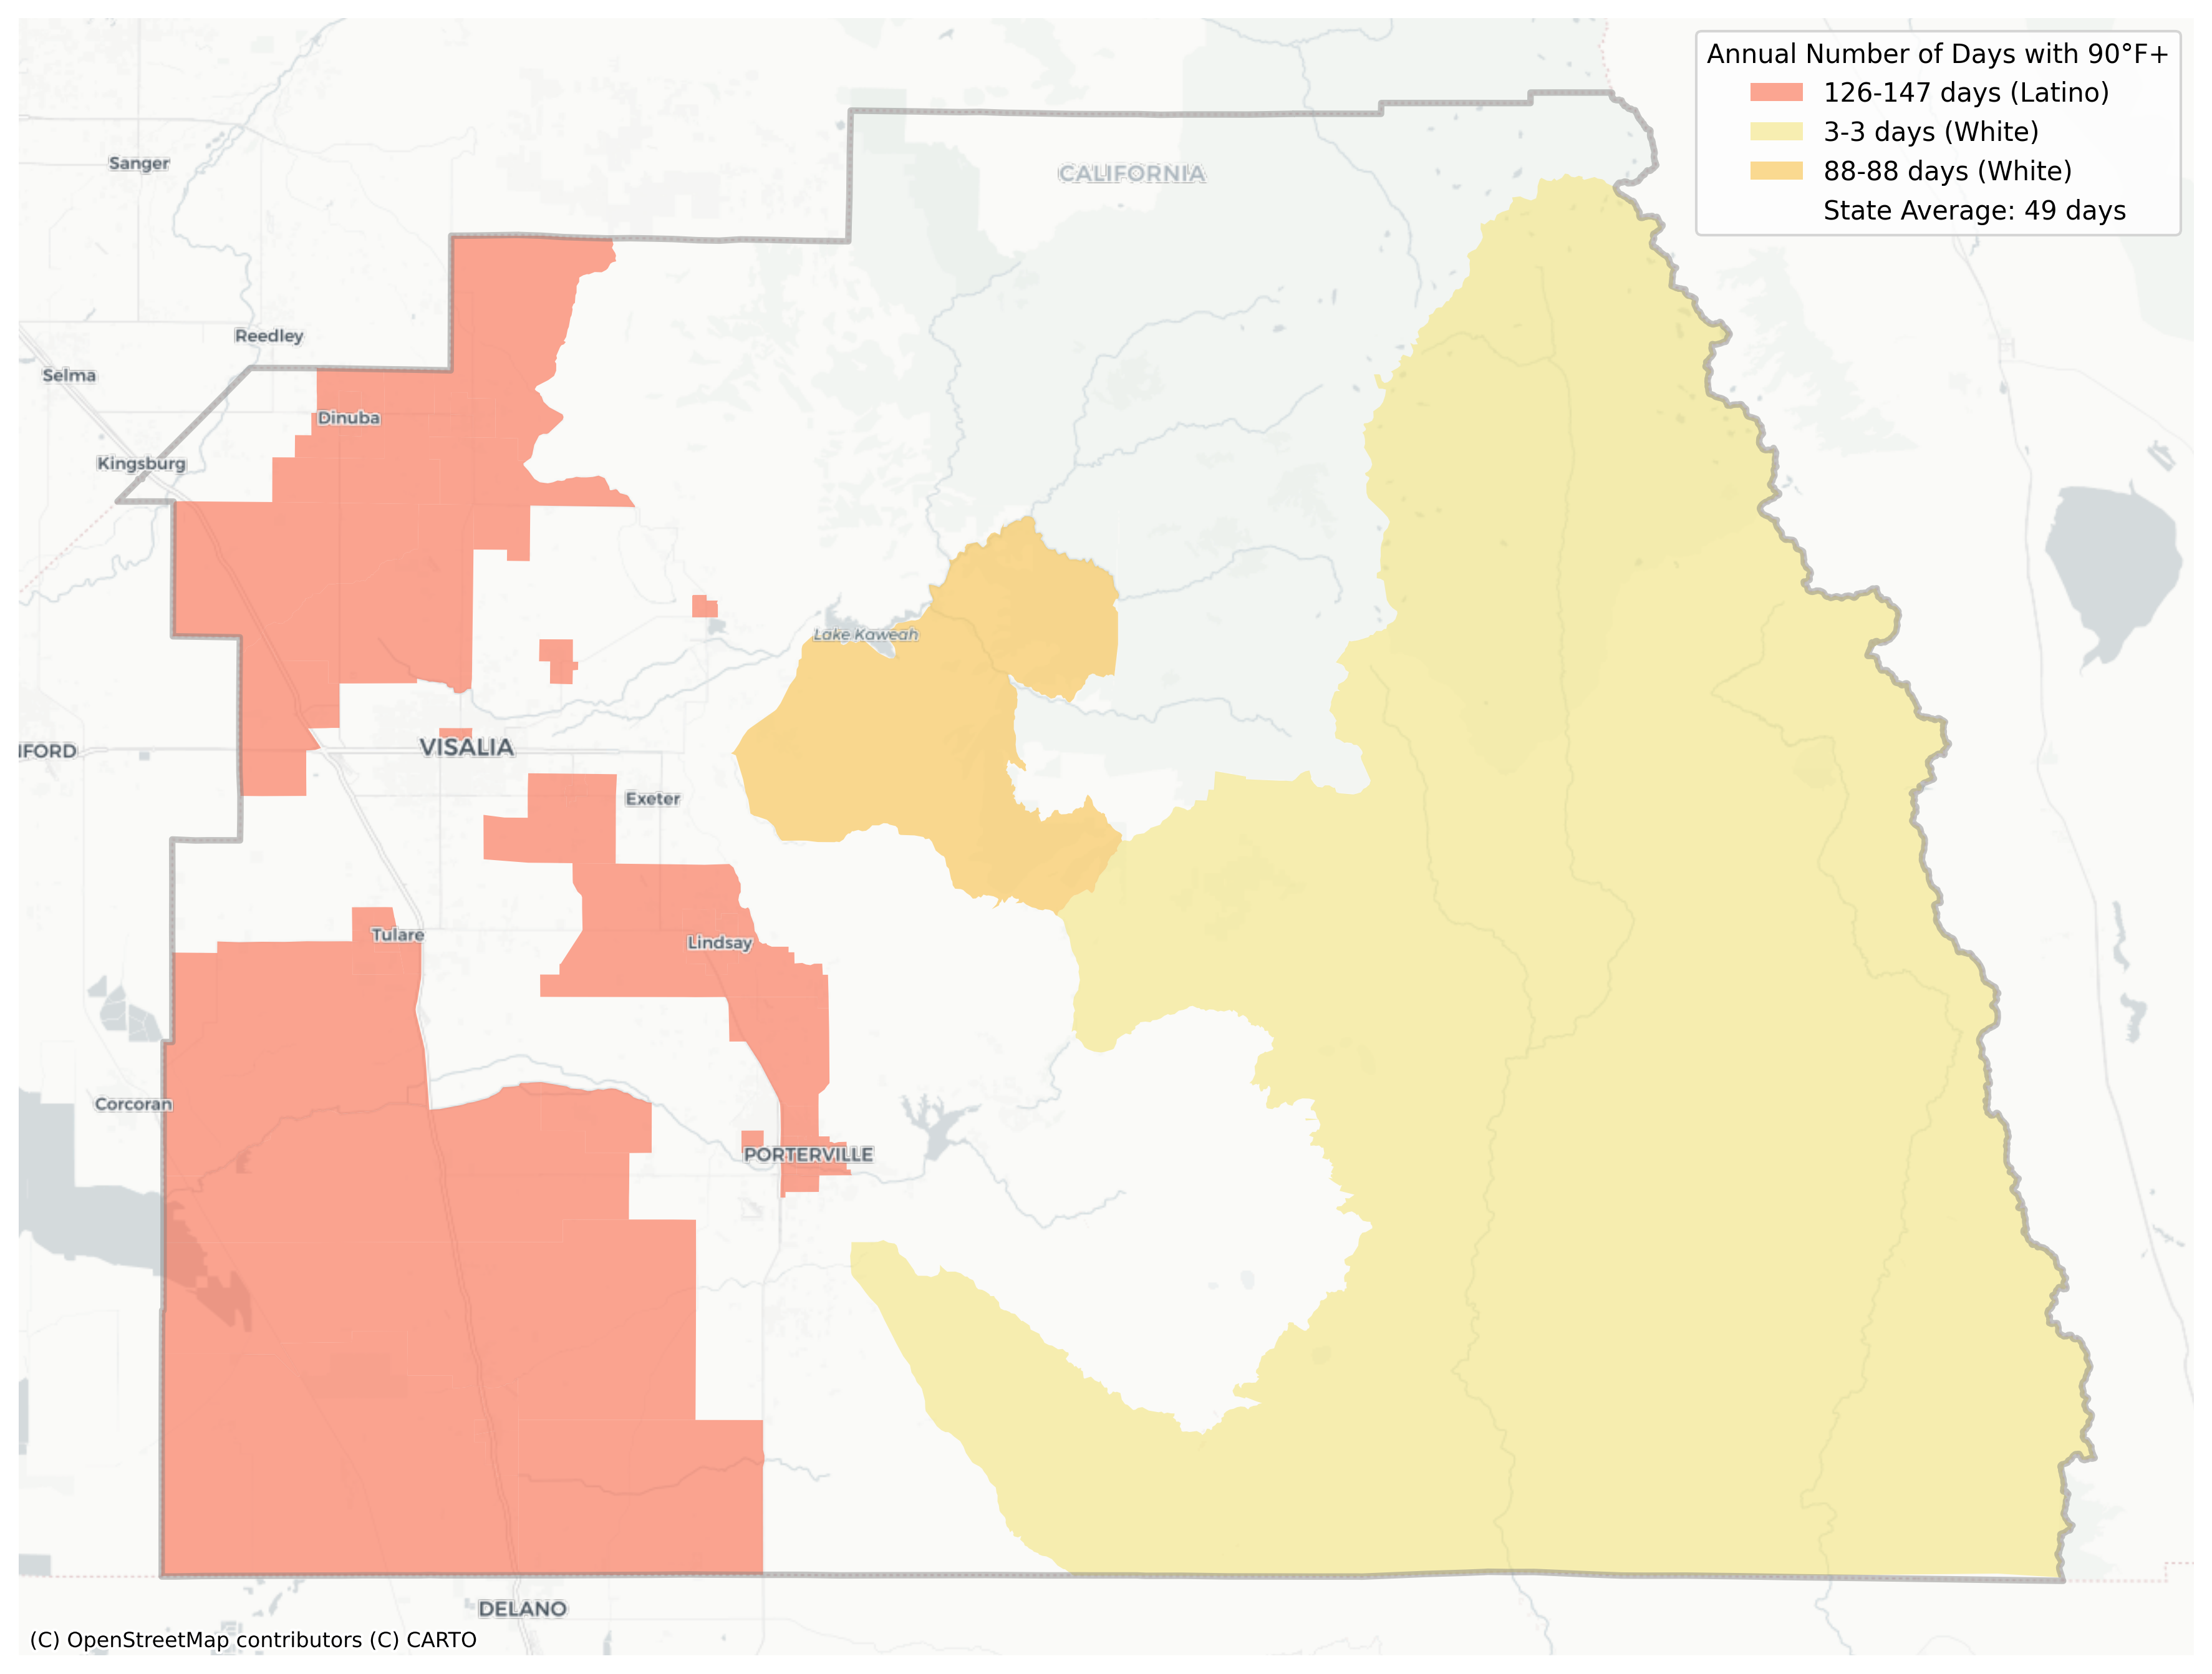 Annual Number of Days with 90°F+
126-147 days (Latino)
3-3 days (White)
88-88 days (White)
State Average: 49 days
Sanger
CALIFORNIA
Reedley
Selma
Dinuba
Kingsburg
Lake Kaweah
IFORD
VISALIA
Exeter
Tulare
Lindsay
Corcoran
PORTERVILLE
DELANO
(C) OpenStreetMap contributors (C) CARTO